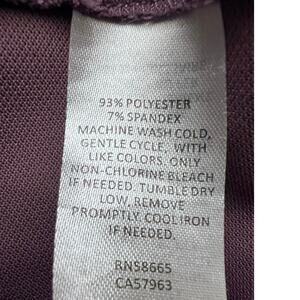 93% POLYESTER
7% SPANDEX
MACHINE WASH COLD,
GENTLE CYCLE, WITH
LIKE COLORS. ONLY
NON-CHLORINE BLEACH
IF NEEDED. TUMBLE DRY
LOW, REMOVE
PROMPTLY. COOL IRON
IF NEEDED.
RN58665
CA57963